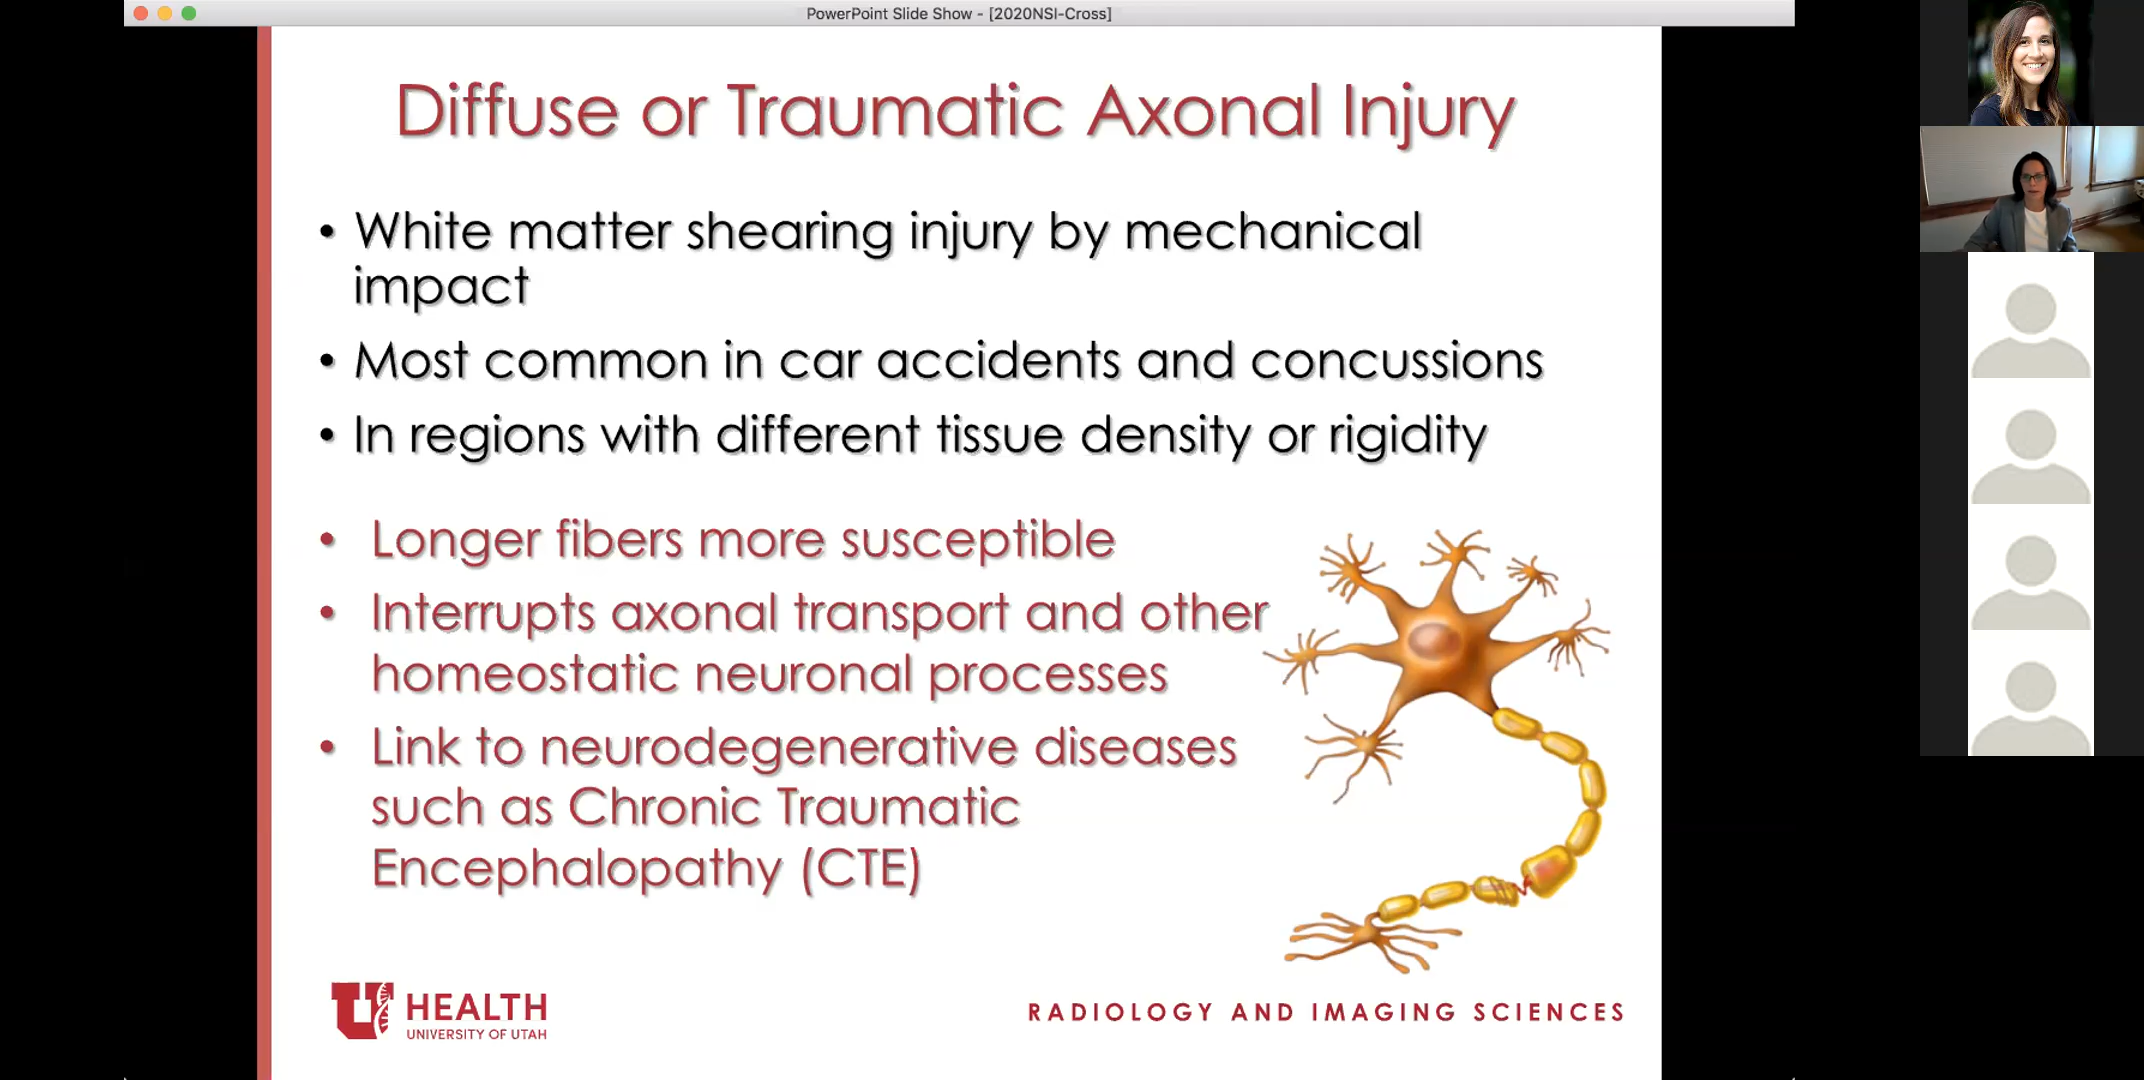 PowerPoint Slide Show - [2020NSI-Cross]
Diffuse or Traumatic Axonal Injury
• White matter shearing injury by mechanical
impact
• Most common in car accidents and concussions
• In regions with different tissue density or rigidity
• Longer fibers more susceptible
• Interrupts axonal transport and other
homeostatic neuronal processes
• Link to neurodegenerative diseases
such as Chronic Traumatic
Encephalopathy (CTE)
U HEALTH
UNIVERSITY OF UTAH
RADIOLOGY AND IMAGING SCIENCES